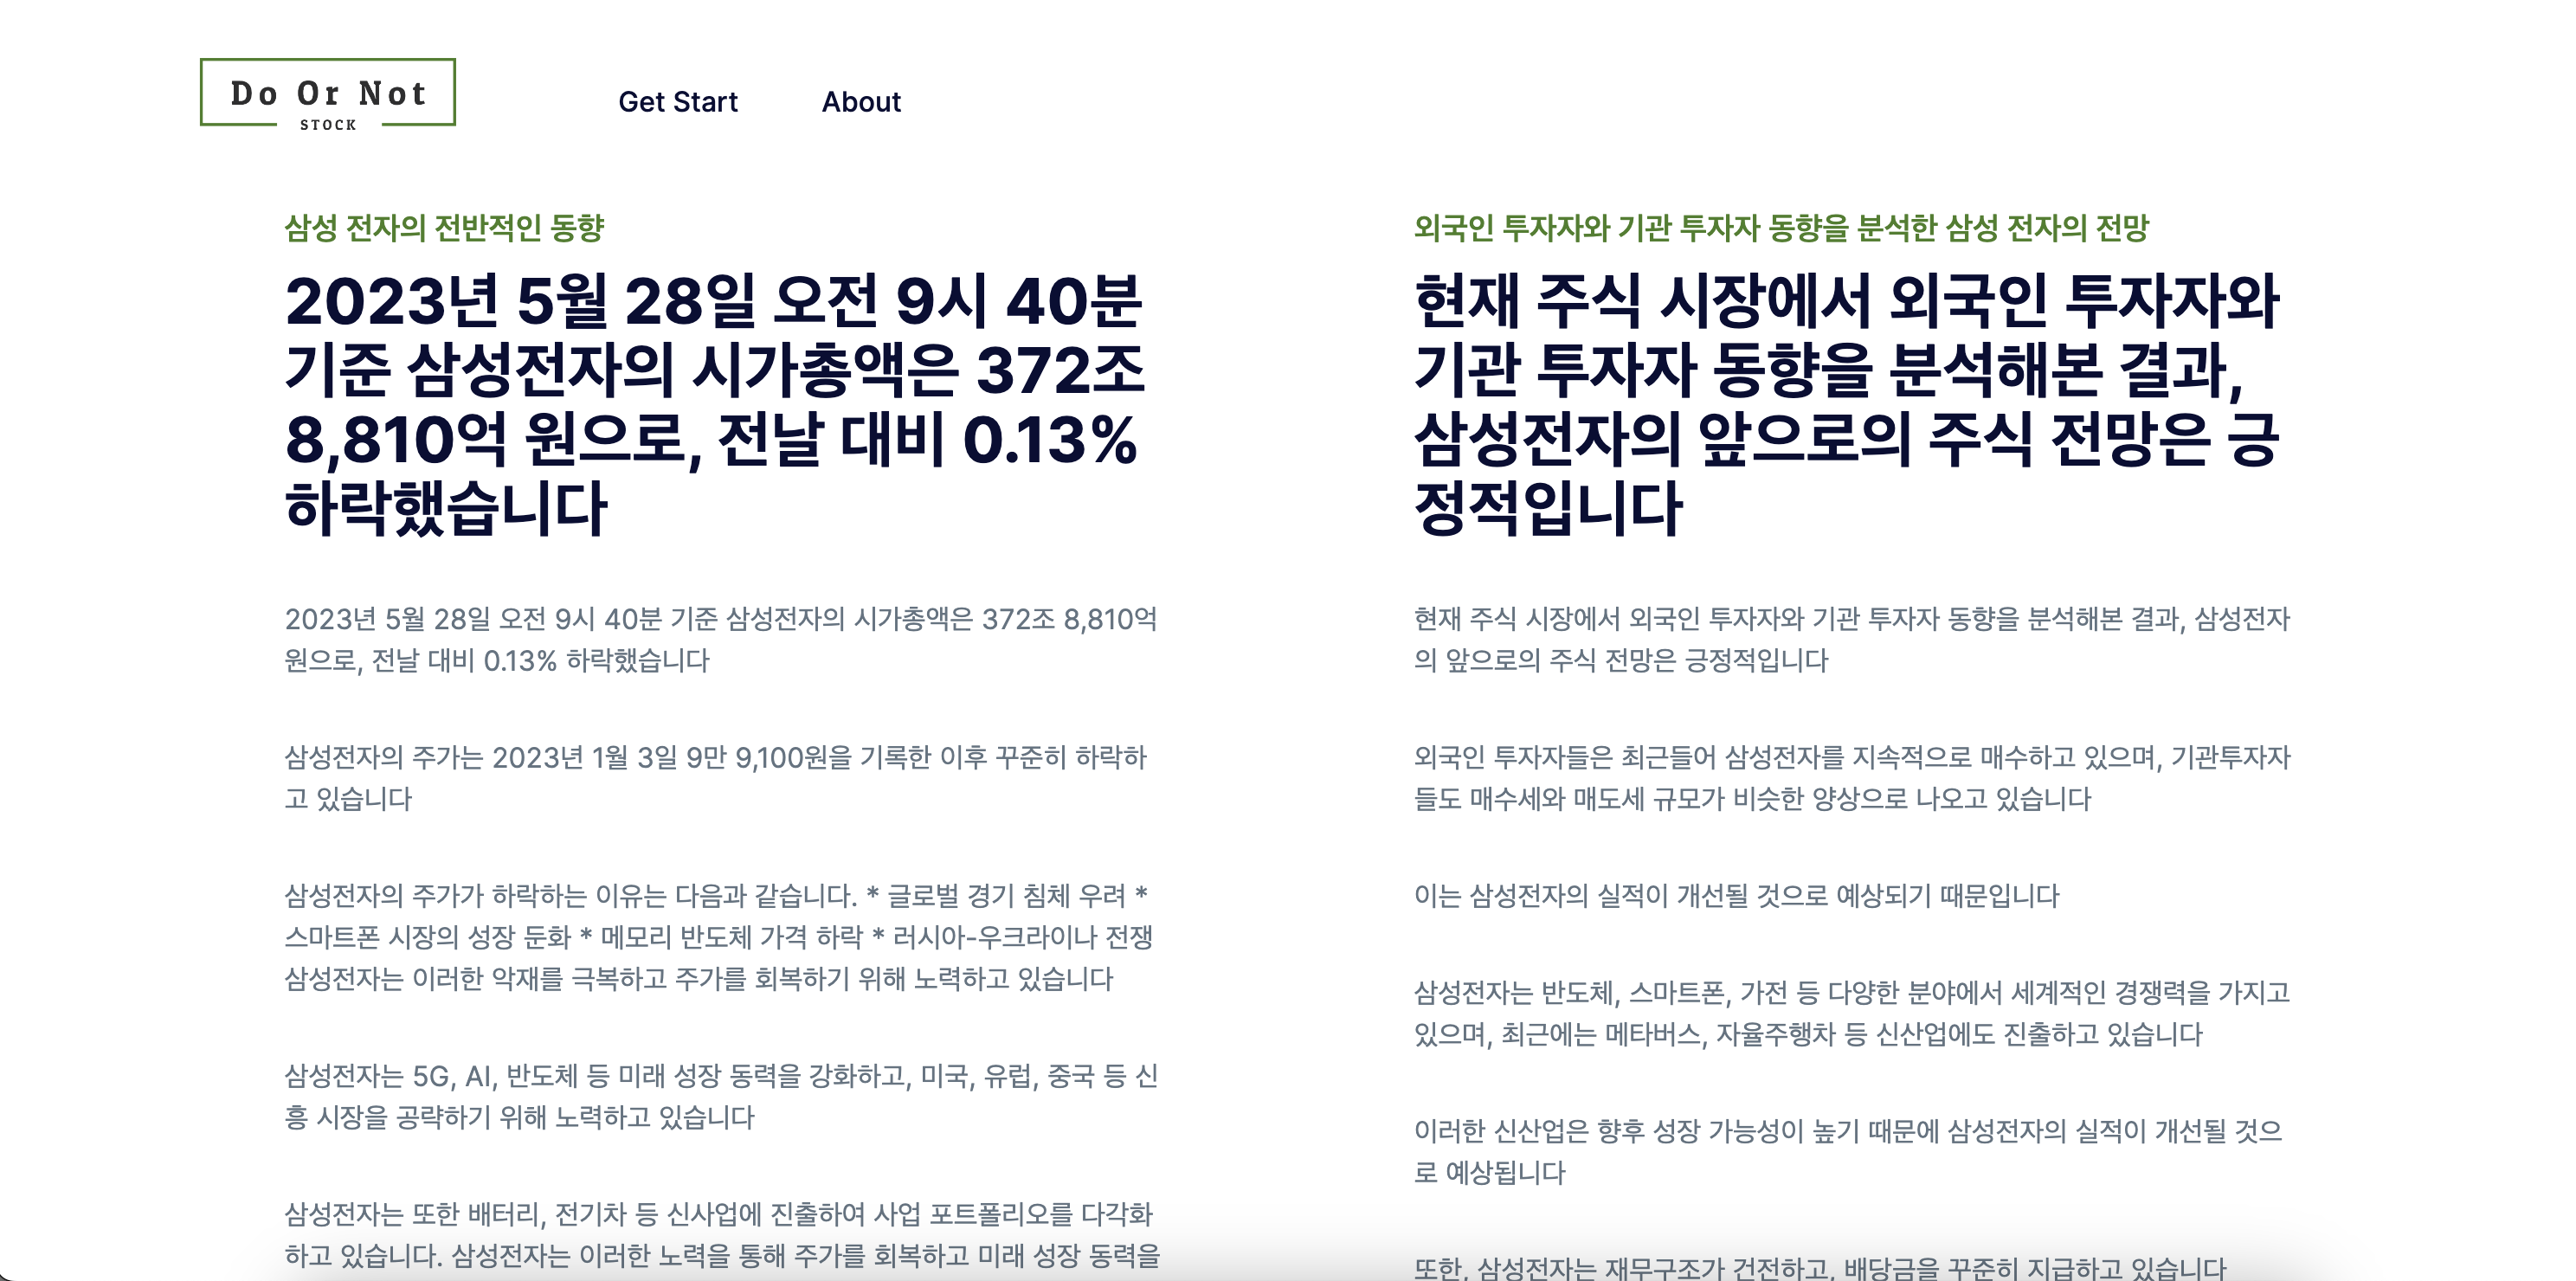 Do Or Not
STOCK
Get Start
About
삼성 전자의 전반적인 동향
2023년 5월 28일 오전 9시 40분
기준 삼성전자의 시가총액은 372조
8,810억 원으로, 전날 대비 0.13%
하락했습니다
2023년 5월 28일 오전 9시 40분 기준 삼성전자의 시가총액은 372조 8,810억
원으로, 전날 대비 0.13% 하락했습니다
삼성전자의 주가는 2023년 1월 3일 9만 9,100원을 기록한 이후 꾸준히 하락하
고 있습니다
삼성전자의 주가가 하락하는 이유는 다음과 같습니다. * 글로벌 경기 침체 우려 *
스마트폰 시장의 성장 둔화 * 메모리 반도체 가격 하락 * 러시아-우크라이나 전쟁
삼성전자는 이러한 악재를 극복하고 주가를 회복하기 위해 노력하고 있습니다
삼성전자는 5G, AI, 반도체 등 미래 성장 동력을 강화하고, 미국, 유럽, 중국 등 신
흥 시장을 공략하기 위해 노력하고 있습니다
삼성전자는 또한 배터리, 전기차 등 신사업에 진출하여 사업 포트폴리오를 다각화
하고 있습니다. 삼성전자는 이러한 노력을 통해 주가를 회복하고 미래 성장 동력을
외국인 투자자와 기관 투자자 동향을 분석한 삼성 전자의 전망
현재 주식 시장에서 외국인 투자자와
기관 투자자 동향을 분석해본 결과,
삼성전자의 앞으로의 주식 전망은 긍
정적입니다
현재 주식 시장에서 외국인 투자자와 기관 투자자 동향을 분석해본 결과, 삼성전자
의 앞으로의 주식 전망은 긍정적입니다
외국인 투자자들은 최근들어 삼성전자를 지속적으로 매수하고 있으며, 기관투자자
들도 매수세와 매도세 규모가 비슷한 양상으로 나오고 있습니다
이는 삼성전자의 실적이 개선될 것으로 예상되기 때문입니다
삼성전자는 반도체, 스마트폰, 가전 등 다양한 분야에서 세계적인 경쟁력을 가지고
있으며, 최근에는 메타버스, 자율주행차 등 신산업에도 진출하고 있습니다
이러한 신산업은 향후 성장 가능성이 높기 때문에 삼성전자의 실적이 개선될 것으
로 예상됩니다
또한, 삼성전자는 재무구조가 건전하고, 배당금을 꾸준히 지급하고 있습니다